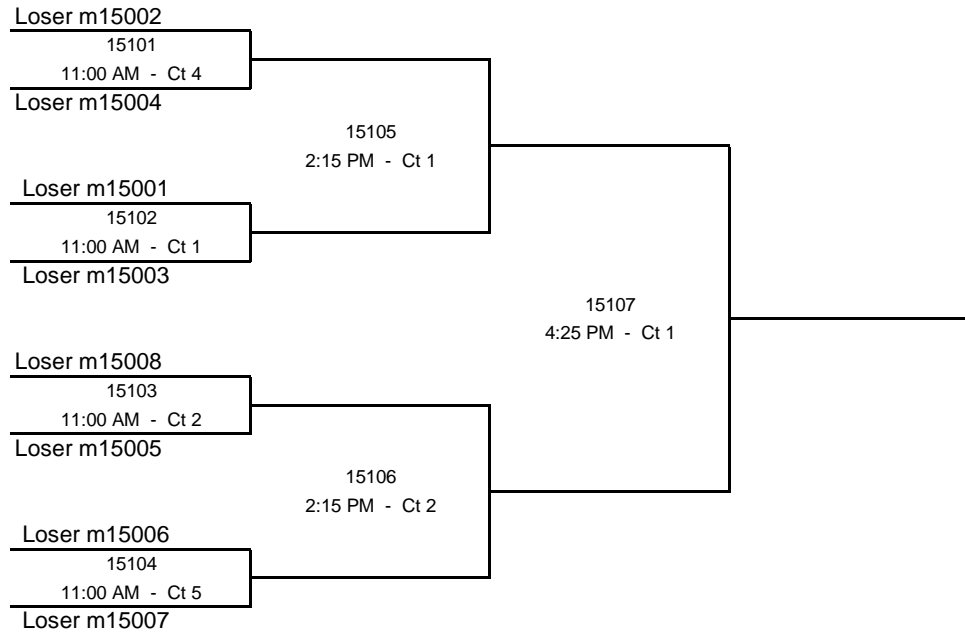 Loser m15002
15101
11:00 AM - Ct 4
Loser m15004
15105
2:15 PM - Ct 1
Loser m15001
15102
11:00 AM - Ct 1
Loser m15003
15107
4:25 PM - Ct 1
Loser m15008
15103
11:00 AM - Ct 2
Loser m15005
15106
2:15 PM - Ct 2
Loser m15006
15104
11:00 AM - Ct 5
Loser m15007